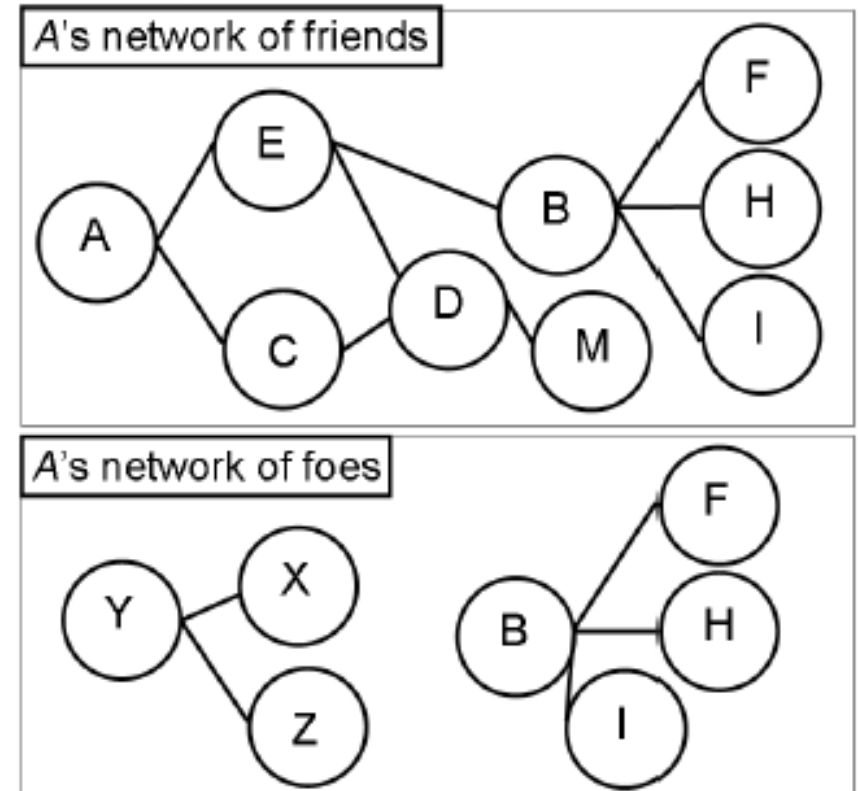 A's network of friends
F
E
H
B
A
D
I
C
M
A's network of foes
F
X
Y
H
B
I
Z